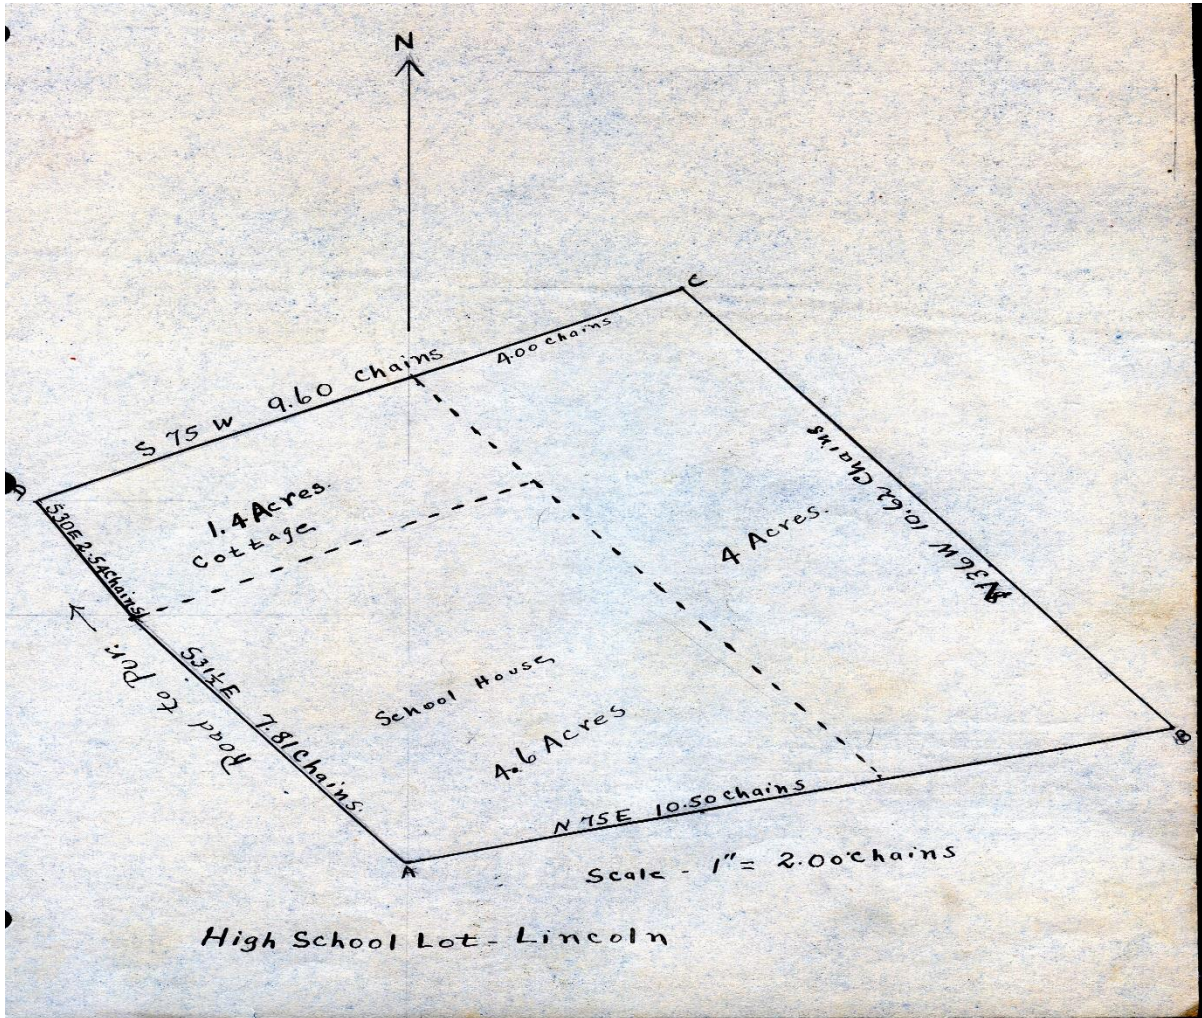 N
C
4.00 chains
S 75 W 9.60 chains
D
1.4 Acres.
Cottage
S30E 2.54 Chains
N36W 10.62 Chains
4 Acres.
S31½E 7.81 Chains.
Road to Pur.
School House
4.6 Acres
B
N 75 E 10.50 chains
A
Scale - 1" = 2.00 chains
High School Lot - Lincoln